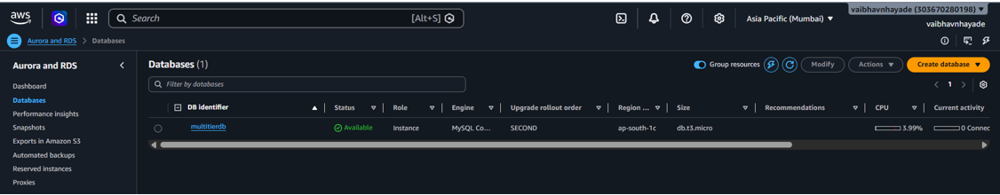 aws
Search [Alt+S]
Asia Pacific (Mumbai)
vaibhavnhayade (303670280198)
vaibhavnhayade
Aurora and RDS > Databases
Aurora and RDS
Dashboard
Databases
Performance insights
Snapshots
Exports in Amazon S3
Automated backups
Reserved instances
Proxies
Databases (1)
Group resources
Modify
Actions
Create database
Filter by databases
1
DB identifier Status Role Engine Upgrade rollout order Region ... Size Recommendations CPU Current activity
multitierdb Available Instance MySQL Co... SECOND ap-south-1c db.t3.micro 3.99% 0 Connec